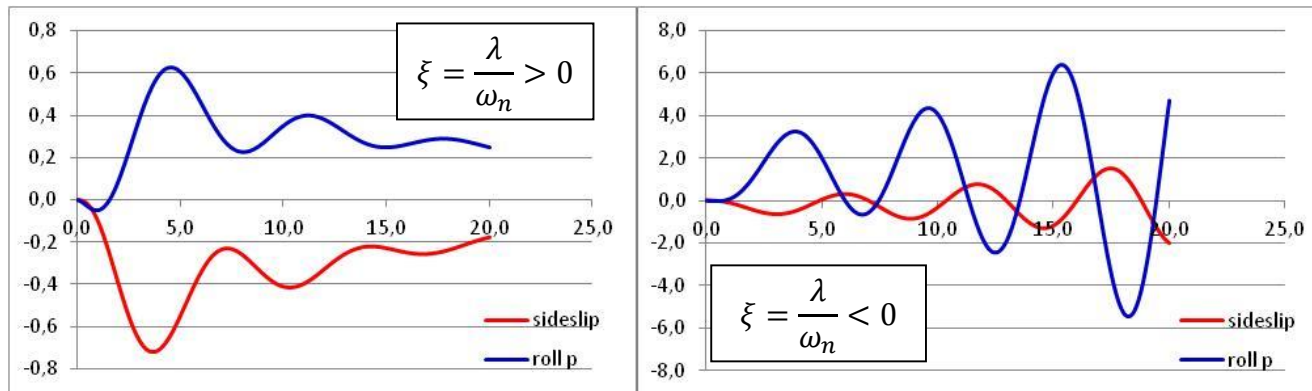 0,8
0,6
0,4
0,2
0,0
-0,2
-0,4
-0,6
-0,8
0,0 5,0 10,0 15,0 20,0 25,0
ξ = λ/ωₙ > 0
sideslip
roll p
8,0
6,0
4,0
2,0
0,0
-2,0
-4,0
-6,0
-8,0
0,0 5,0 10,0 15,0 20,0 25,0
ξ = λ/ωₙ < 0
sideslip
roll p